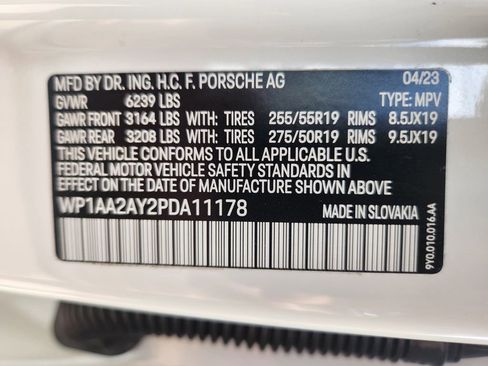 MFD BY DR. ING. H.C. F. PORSCHE AG 04/23
GVWR 6239 LBS TYPE: MPV
GAWR FRONT 3164 LBS WITH: TIRES 255/55R19 RIMS 8.5JX19
GAWR REAR 3208 LBS WITH: TIRES 275/50R19 RIMS 9.5JX19
THIS VEHICLE CONFORMS TO ALL APPLICABLE
FEDERAL MOTOR VEHICLE SAFETY STANDARDS IN
EFFECT ON THE DATE OF MANUFACTURE SHOWN ABOVE
WP1AA2AY2PDA11178 MADE IN SLOVAKIA
9Y0.010.016.AA